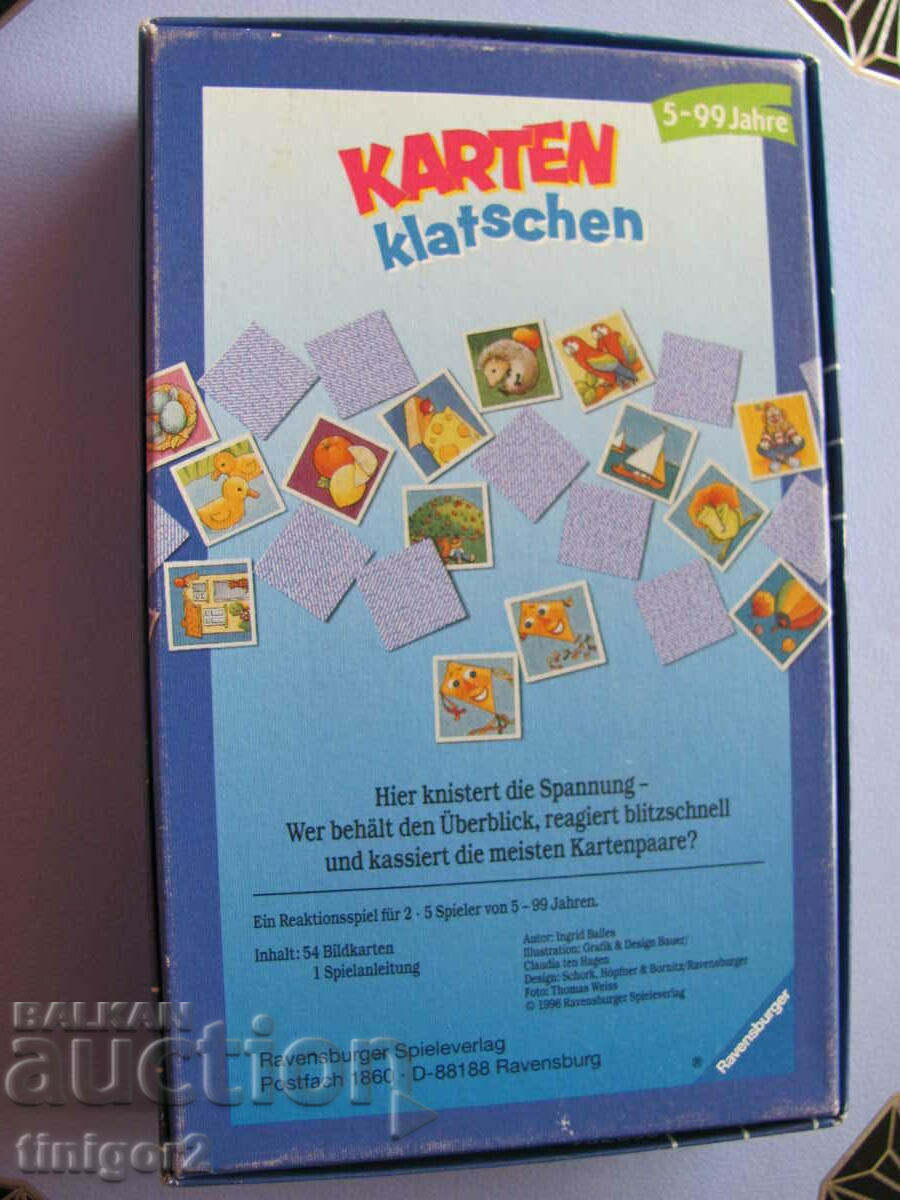 5-99 Jahre
KARTEN
klatschen
Hier knistert die Spannung –
Wer behält den Überblick, reagiert blitzschnell
und kassiert die meisten Kartenpaare?
Ein Reaktionsspiel für 2 - 5 Spieler von 5 – 99 Jahren.
Inhalt: 54 Bildkarten
1 Spielanleitung
Autor: Ingrid Balles
Illustration: Grafik & Design Bauer/
Claudia ten Hagen
Design: Schork, Höpfner & Bornitz/Ravensburger
Foto: Thomas Weiss
© 1996 Ravensburger Spieleverlag
Ravensburger Spieleverlag
Postfach 1860 · D-88188 Ravensburg
®
Ravensburger
BALKAN
auction
tinigor2